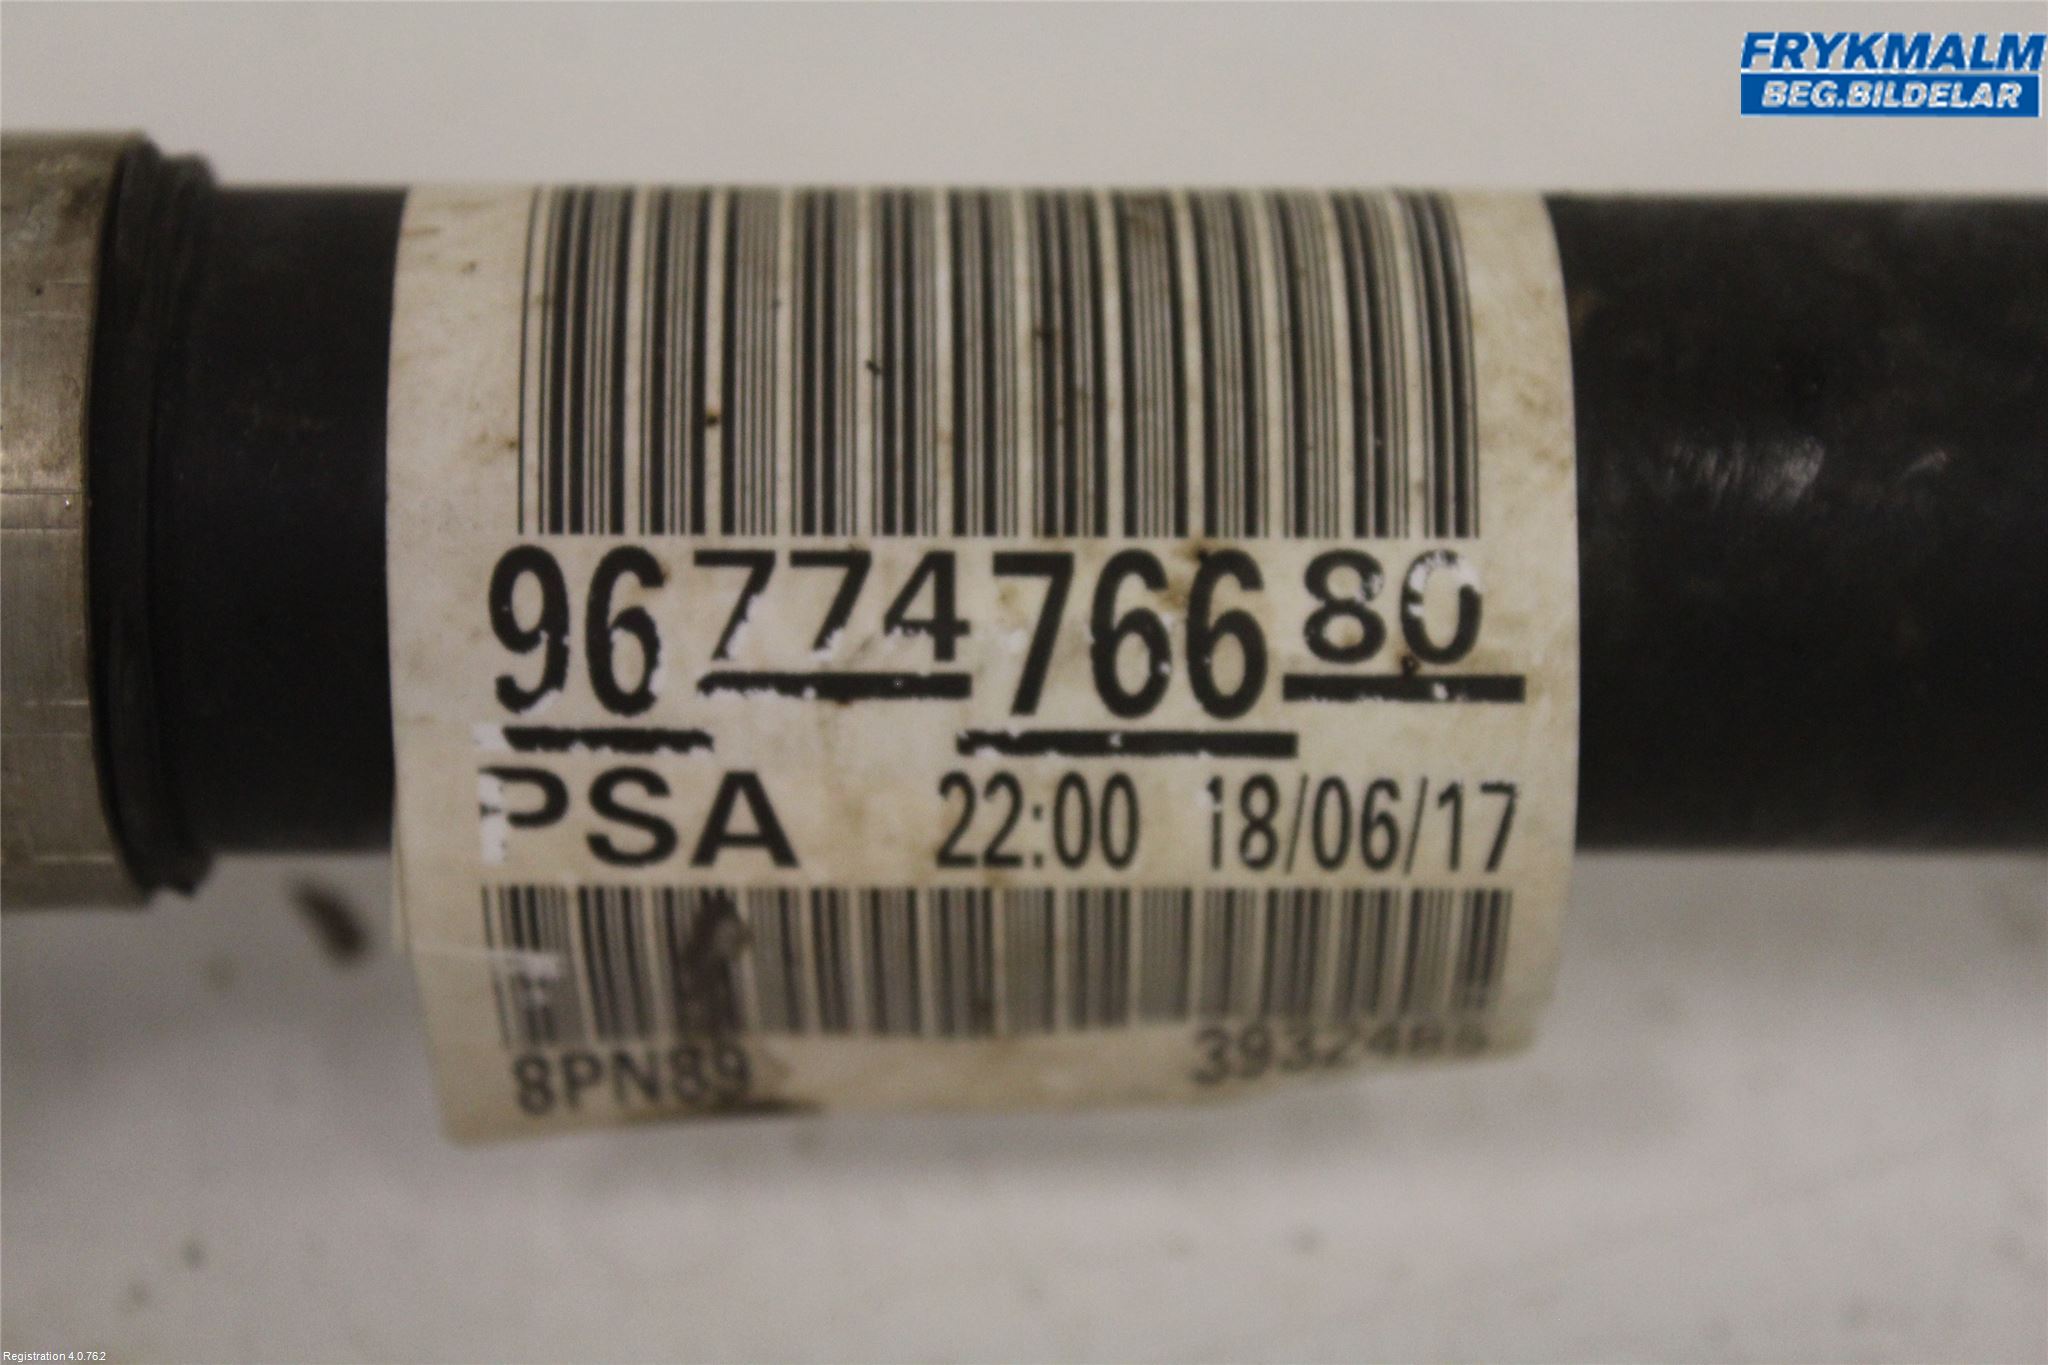 FRYKMALM
BEG.BILDELAR
9677476680
PSA 22:00 18/06/17
8PN89
Registration 4.0.762